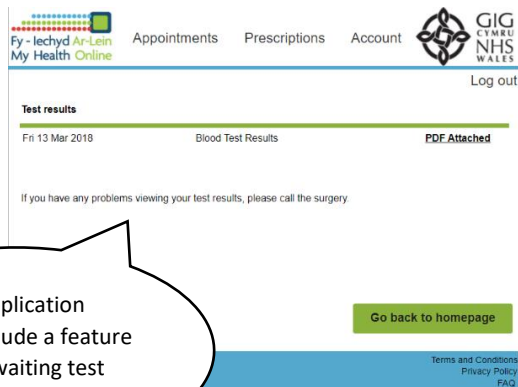 Fy - Iechyd Ar-Lein
My Health Online
Appointments Prescriptions Account
GIG
CYMRU
NHS
WALES
Log out
Test results
Fri 13 Mar 2018 Blood Test Results PDF Attached
If you have any problems viewing your test results, please call the surgery.
plication
ude a feature
waiting test
Go back to homepage
Terms and Conditions
Privacy Policy
FAQ